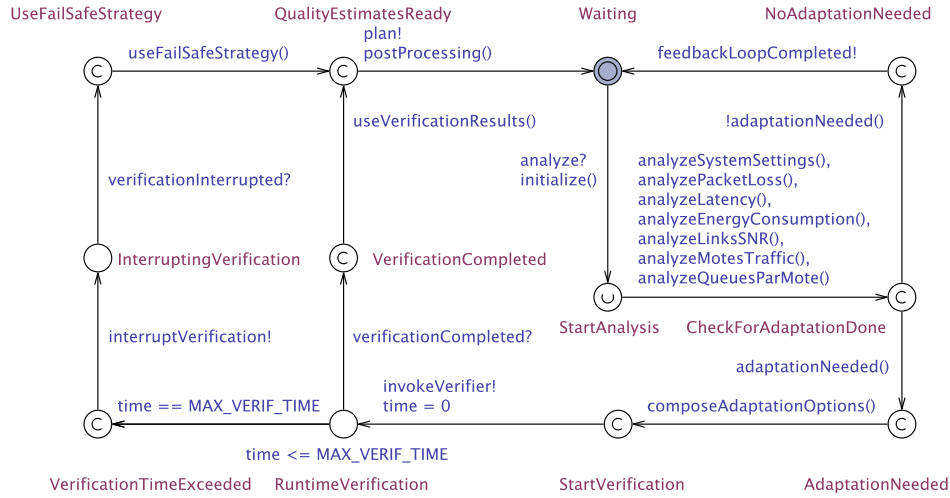 UseFailSafeStrategy
QualityEstimatesReady
Waiting
NoAdaptationNeeded
useFailSafeStrategy()
plan!
postProcessing()
feedbackLoopCompleted!
C
C
C
useVerificationResults()
!adaptationNeeded()
verificationInterrupted?
analyze?
initialize()
analyzeSystemSettings(),
analyzePacketLoss(),
analyzeLatency(),
analyzeEnergyConsumption(),
analyzeLinksSNR(),
analyzeMotesTraffic(),
analyzeQueuesParMote()
InterruptingVerification
C
VerificationCompleted
U
C
StartAnalysis
CheckForAdaptationDone
interruptVerification!
verificationCompleted?
adaptationNeeded()
invokeVerifier!
time = 0
time == MAX_VERIF_TIME
composeAdaptationOptions()
C
C
C
time <= MAX_VERIF_TIME
VerificationTimeExceeded
RuntimeVerification
StartVerification
AdaptationNeeded